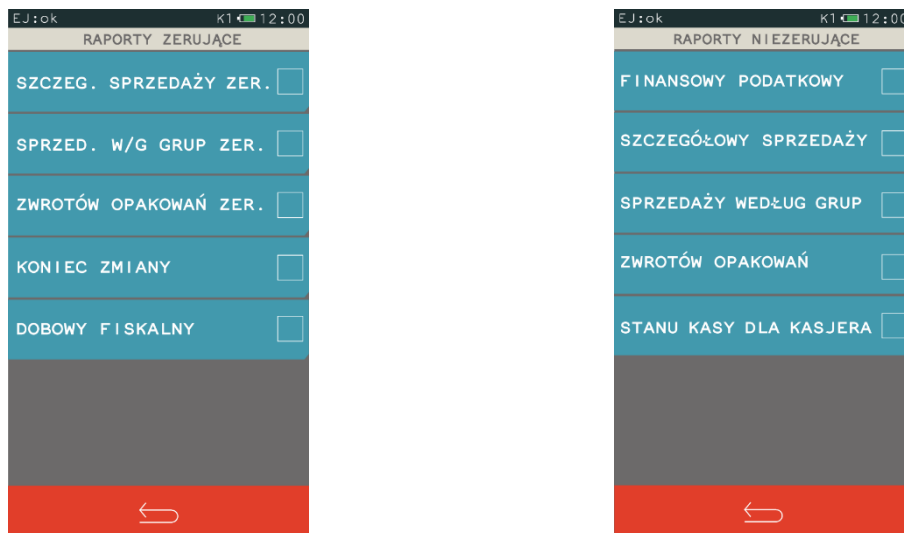 EJ:ok K1 12:00
RAPORTY ZERUJĄCE
SZCZEG. SPRZEDAŻY ZER.
SPRZED. W/G GRUP ZER.
ZWROTÓW OPAKOWAŃ ZER.
KONIEC ZMIANY
DOBOWY FISKALNY
EJ:ok K1 12:00
RAPORTY NIEZERUJĄCE
FINANSOWY PODATKOWY
SZCZEGÓŁOWY SPRZEDAŻY
SPRZEDAŻY WEDŁUG GRUP
ZWROTÓW OPAKOWAŃ
STANU KASY DLA KASJERA